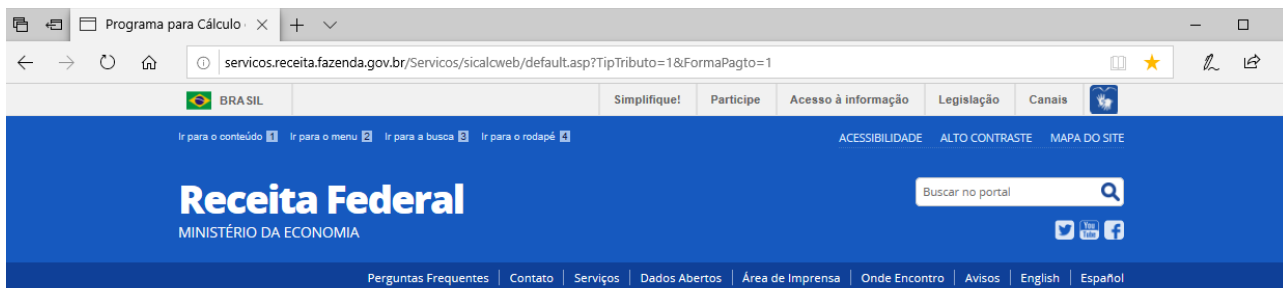 Programa para Cálculo
servicos.receita.fazenda.gov.br/Servicos/sicalcweb/default.asp?TipTributo=1&FormaPagto=1
BRASIL Simplifique! Participe Acesso à informação Legislação Canais
Ir para o conteúdo 1 Ir para o menu 2 Ir para a busca 3 Ir para o rodapé 4 ACESSIBILIDADE ALTO CONTRASTE MAPA DO SITE
Receita Federal Buscar no portal
MINISTÉRIO DA ECONOMIA You Tube
Perguntas Frequentes Contato Serviços Dados Abertos Área de Imprensa Onde Encontro Avisos English Español